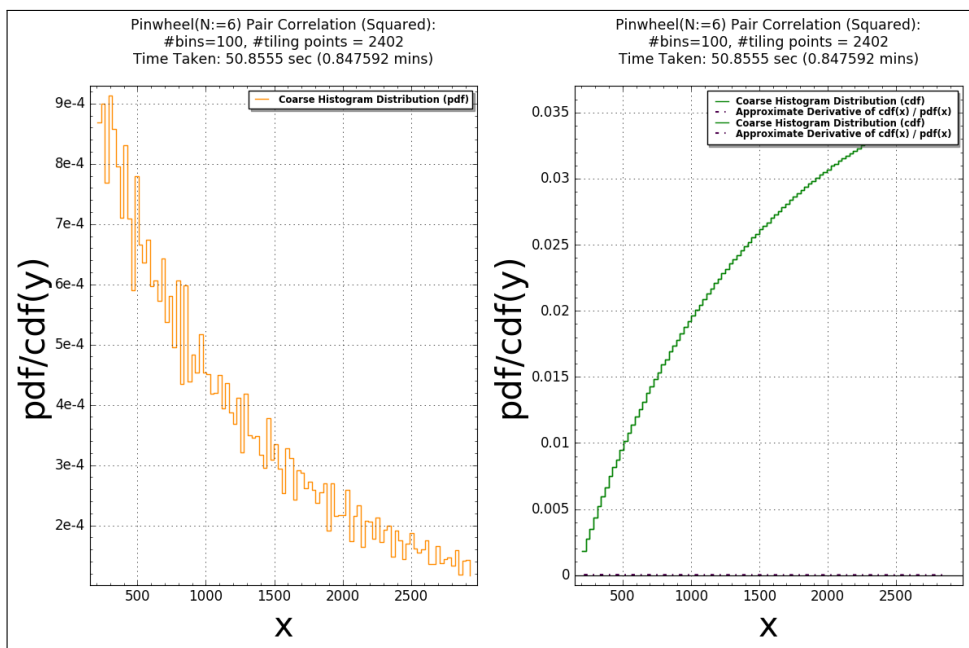 Pinwheel(N:=6) Pair Correlation (Squared):
#bins=100, #tiling points = 2402
Time Taken: 50.8555 sec (0.847592 mins)
Coarse Histogram Distribution (pdf)
9e-4
8e-4
7e-4
6e-4
5e-4
4e-4
3e-4
2e-4
pdf/cdf(y)
500
1000
1500
2000
2500
x
Pinwheel(N:=6) Pair Correlation (Squared):
#bins=100, #tiling points = 2402
Time Taken: 50.8555 sec (0.847592 mins)
Coarse Histogram Distribution (cdf)
Approximate Derivative of cdf(x) / pdf(x)
Coarse Histogram Distribution (cdf)
Approximate Derivative of cdf(x) / pdf(x)
0.035
0.03
0.025
0.02
0.015
0.01
0.005
0
pdf/cdf(y)
500
1000
1500
2000
2500
x